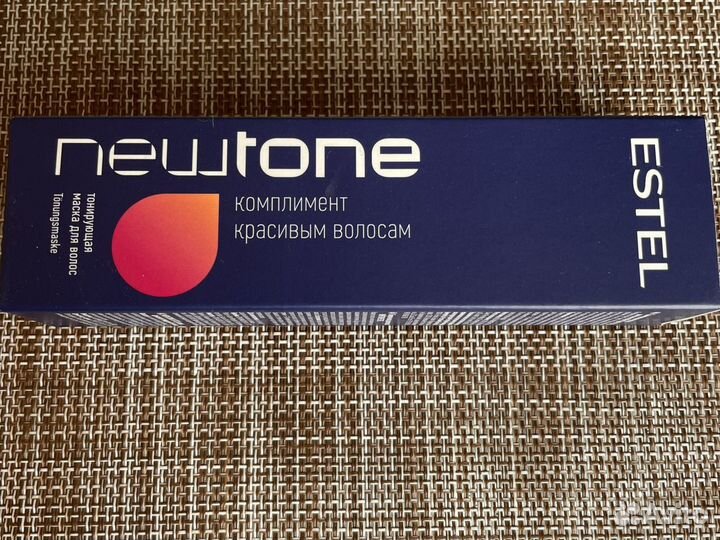 newtone
комплимент
красивым волосам
тонирующая
маска для волос
Tönungsmaske
ESTEL